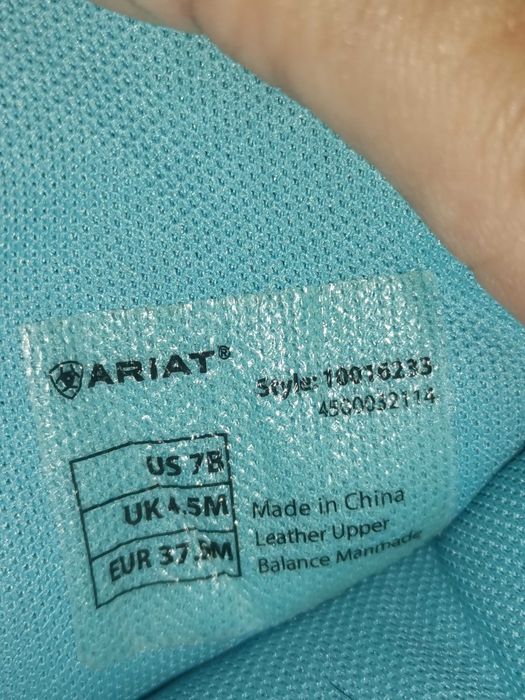 ARIAT®
Style: 10016233
4500032114
US 7B
UK 4.5M
EUR 37.5M
Made in China
Leather Upper
Balance Manmade